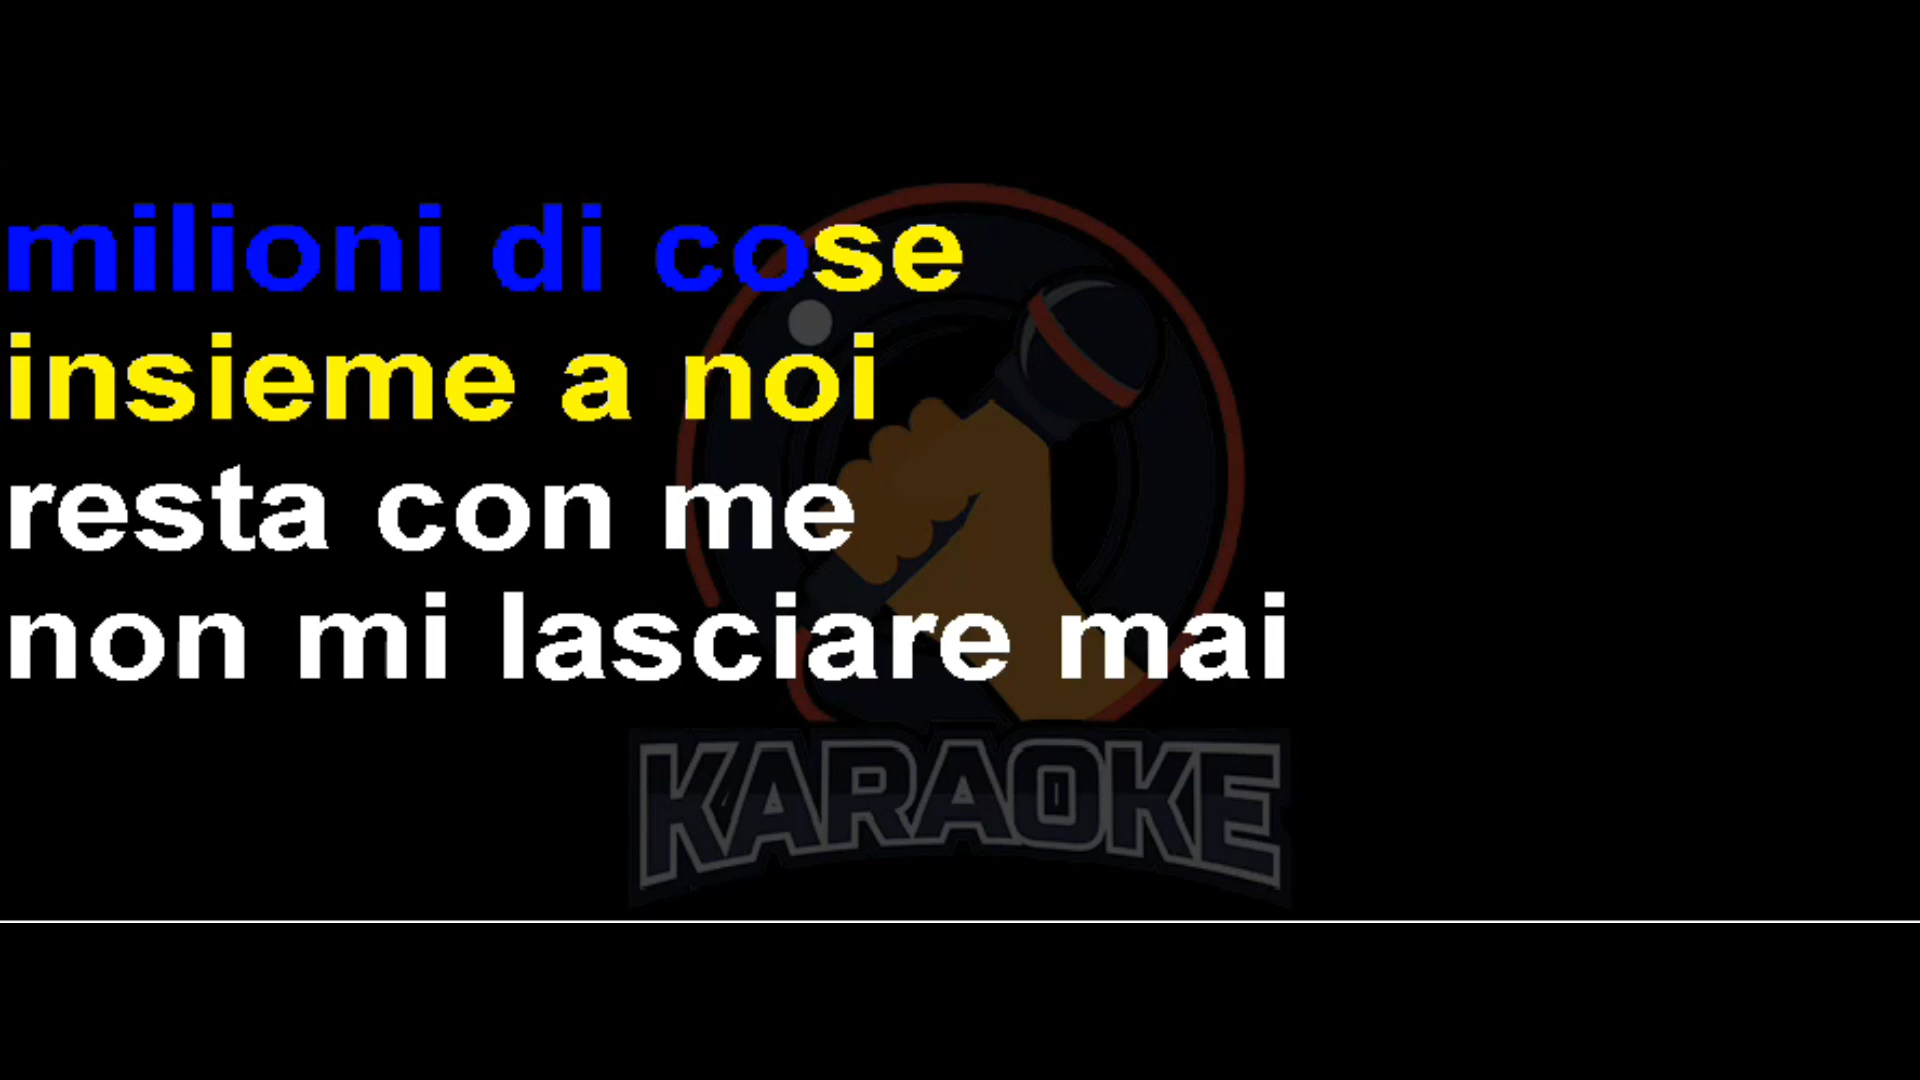 milioni di cose
insieme a noi
resta con me
non mi lasciare mai
KARAOKE